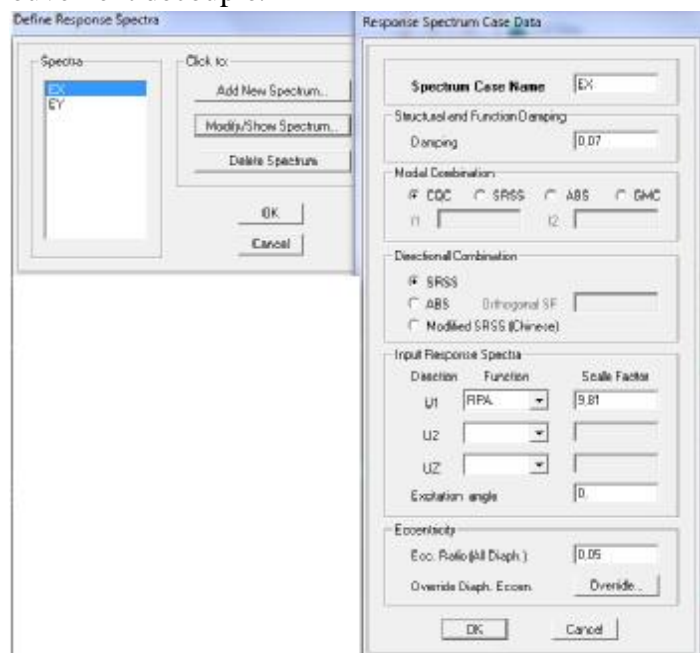 Define Response Spectra
Spectra
EX
EY
Click to:
Add New Spectrum...
Modify/Show Spectrum...
Delete Spectrum
OK
Cancel
Response Spectrum Case Data
Spectrum Case Name
EX
Structural and Function Damping
Damping
0,07
Modal Combination
CQC
SRSS
ABS
GMC
f1
f2
Directional Combination
SRSS
ABS
Orthogonal SF
Modified SRSS (Chinese)
Input Response Spectra
Direction
Function
Scale Factor
U1
RPA
9,81
U2
UZ
Excitation angle
0,
Eccentricity
Ecc. Ratio (All Diaph.)
0,05
Override Diaph. Eccen.
Override...
OK
Cancel